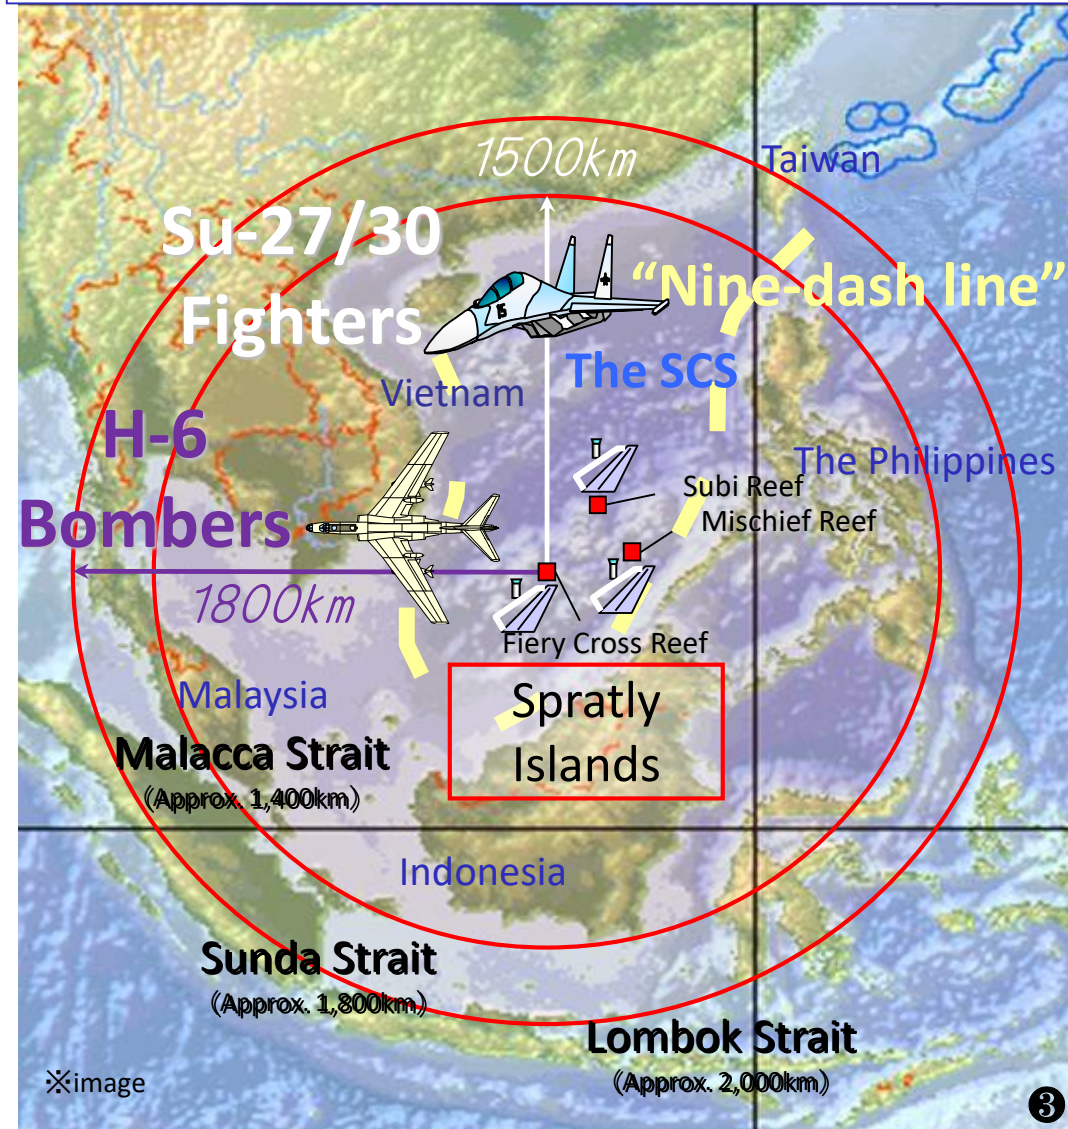 1500km
Taiwan
Su-27/30
Fighters
“Nine-dash line”
15
The SCS
Vietnam
H-6
Bombers
The Philippines
Subi Reef
Mischief Reef
1800km
Fiery Cross Reef
Spratly
Islands
Malaysia
Malacca Strait
(Approx. 1,400km)
Indonesia
Sunda Strait
(Approx. 1,800km)
Lombok Strait
(Approx. 2,000km)
※image
❸